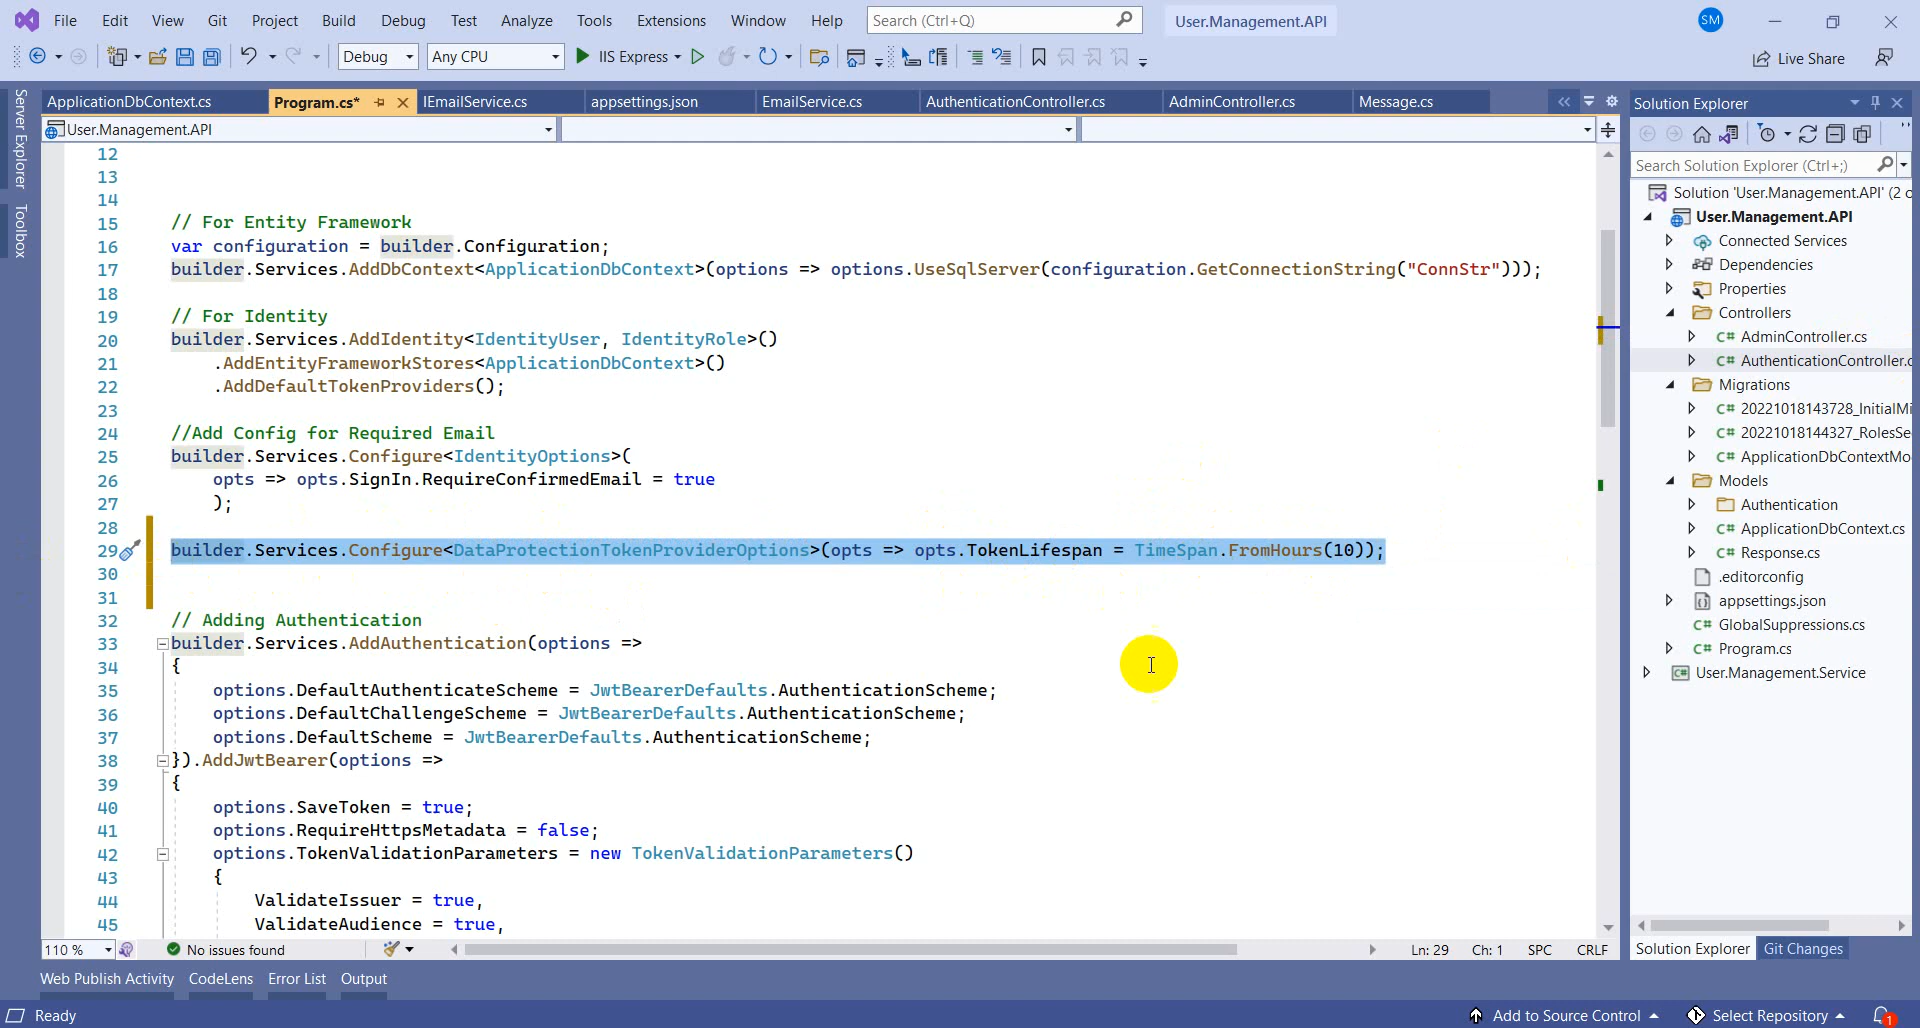 File Edit View Git Project Build Debug Test Analyze Tools Extensions Window Help Search (Ctrl+Q) User.Management.API SM
Debug Any CPU IIS Express Live Share
ApplicationDbContext.cs Program.cs* IEmailService.cs appsettings.json EmailService.cs AuthenticationController.cs AdminController.cs Message.cs
User.Management.API
Server Explorer
Toolbox
12
13
14
15 // For Entity Framework
16 var configuration = builder.Configuration;
17 builder.Services.AddDbContext<ApplicationDbContext>(options => options.UseSqlServer(configuration.GetConnectionString("ConnStr")));
18
19 // For Identity
20 builder.Services.AddIdentity<IdentityUser, IdentityRole>()
21 .AddEntityFrameworkStores<ApplicationDbContext>()
22 .AddDefaultTokenProviders();
23
24 //Add Config for Required Email
25 builder.Services.Configure<IdentityOptions>(
26 opts => opts.SignIn.RequireConfirmedEmail = true
27 );
28
29 builder.Services.Configure<DataProtectionTokenProviderOptions>(opts => opts.TokenLifespan = TimeSpan.FromHours(10));
30
31
32 // Adding Authentication
33 builder.Services.AddAuthentication(options =>
34 {
35 options.DefaultAuthenticateScheme = JwtBearerDefaults.AuthenticationScheme;
36 options.DefaultChallengeScheme = JwtBearerDefaults.AuthenticationScheme;
37 options.DefaultScheme = JwtBearerDefaults.AuthenticationScheme;
38 }).AddJwtBearer(options =>
39 {
40 options.SaveToken = true;
41 options.RequireHttpsMetadata = false;
42 options.TokenValidationParameters = new TokenValidationParameters()
43 {
44 ValidateIssuer = true,
45 ValidateAudience = true,
110 % No issues found Ln: 29 Ch: 1 SPC CRLF
Solution Explorer
Search Solution Explorer (Ctrl+;)
Solution 'User.Management.API' (2 o
User.Management.API
Connected Services
Dependencies
Properties
Controllers
C# AdminController.cs
C# AuthenticationController.c
Migrations
C# 20221018143728_InitialMi
C# 20221018144327_RolesSe
C# ApplicationDbContextMo
Models
Authentication
C# ApplicationDbContext.cs
C# Response.cs
.editorconfig
appsettings.json
C# GlobalSuppressions.cs
C# Program.cs
C# User.Management.Service
Solution Explorer Git Changes
Web Publish Activity CodeLens Error List Output
Ready Add to Source Control Select Repository 1